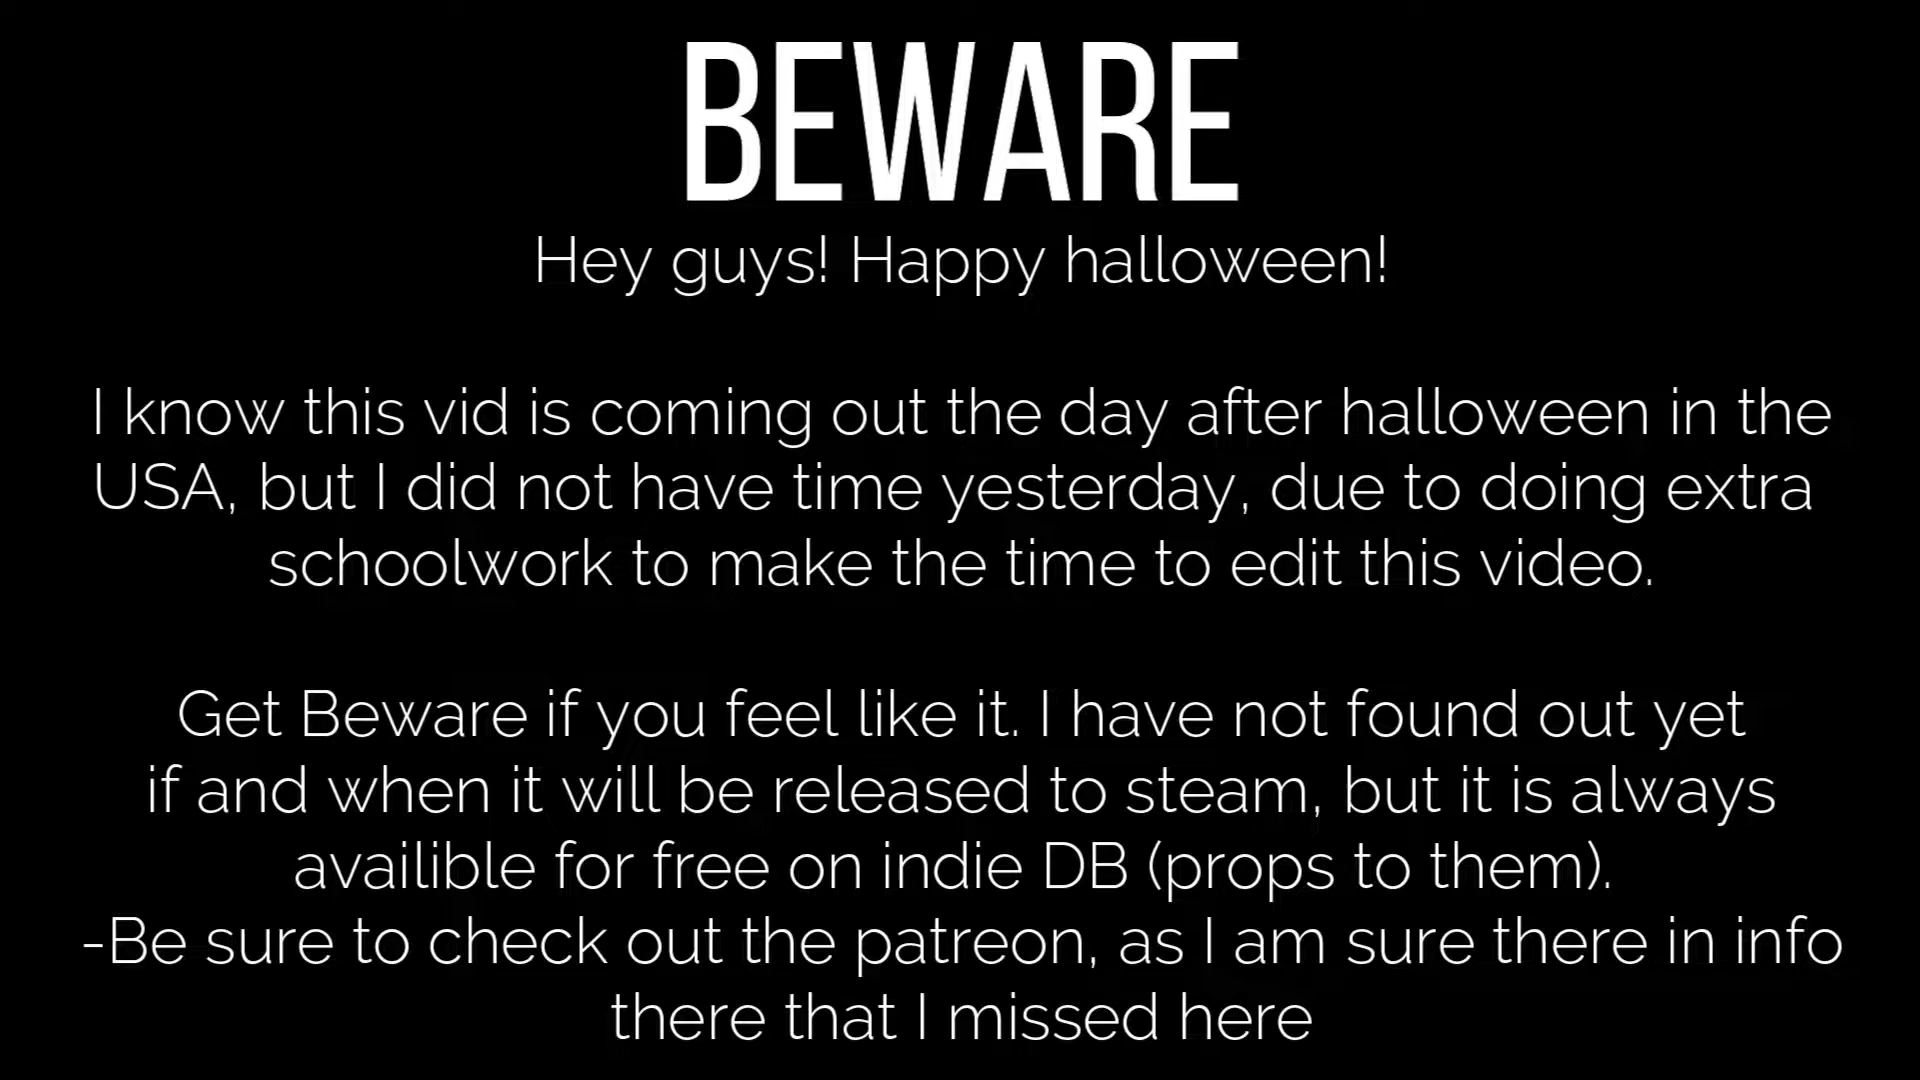 BEWARE
Hey guys! Happy halloween!
I know this vid is coming out the day after halloween in the
USA, but I did not have time yesterday, due to doing extra
schoolwork to make the time to edit this video.
Get Beware if you feel like it. I have not found out yet
if and when it will be released to steam, but it is always
availible for free on indie DB (props to them).
-Be sure to check out the patreon, as I am sure there in info
there that I missed here